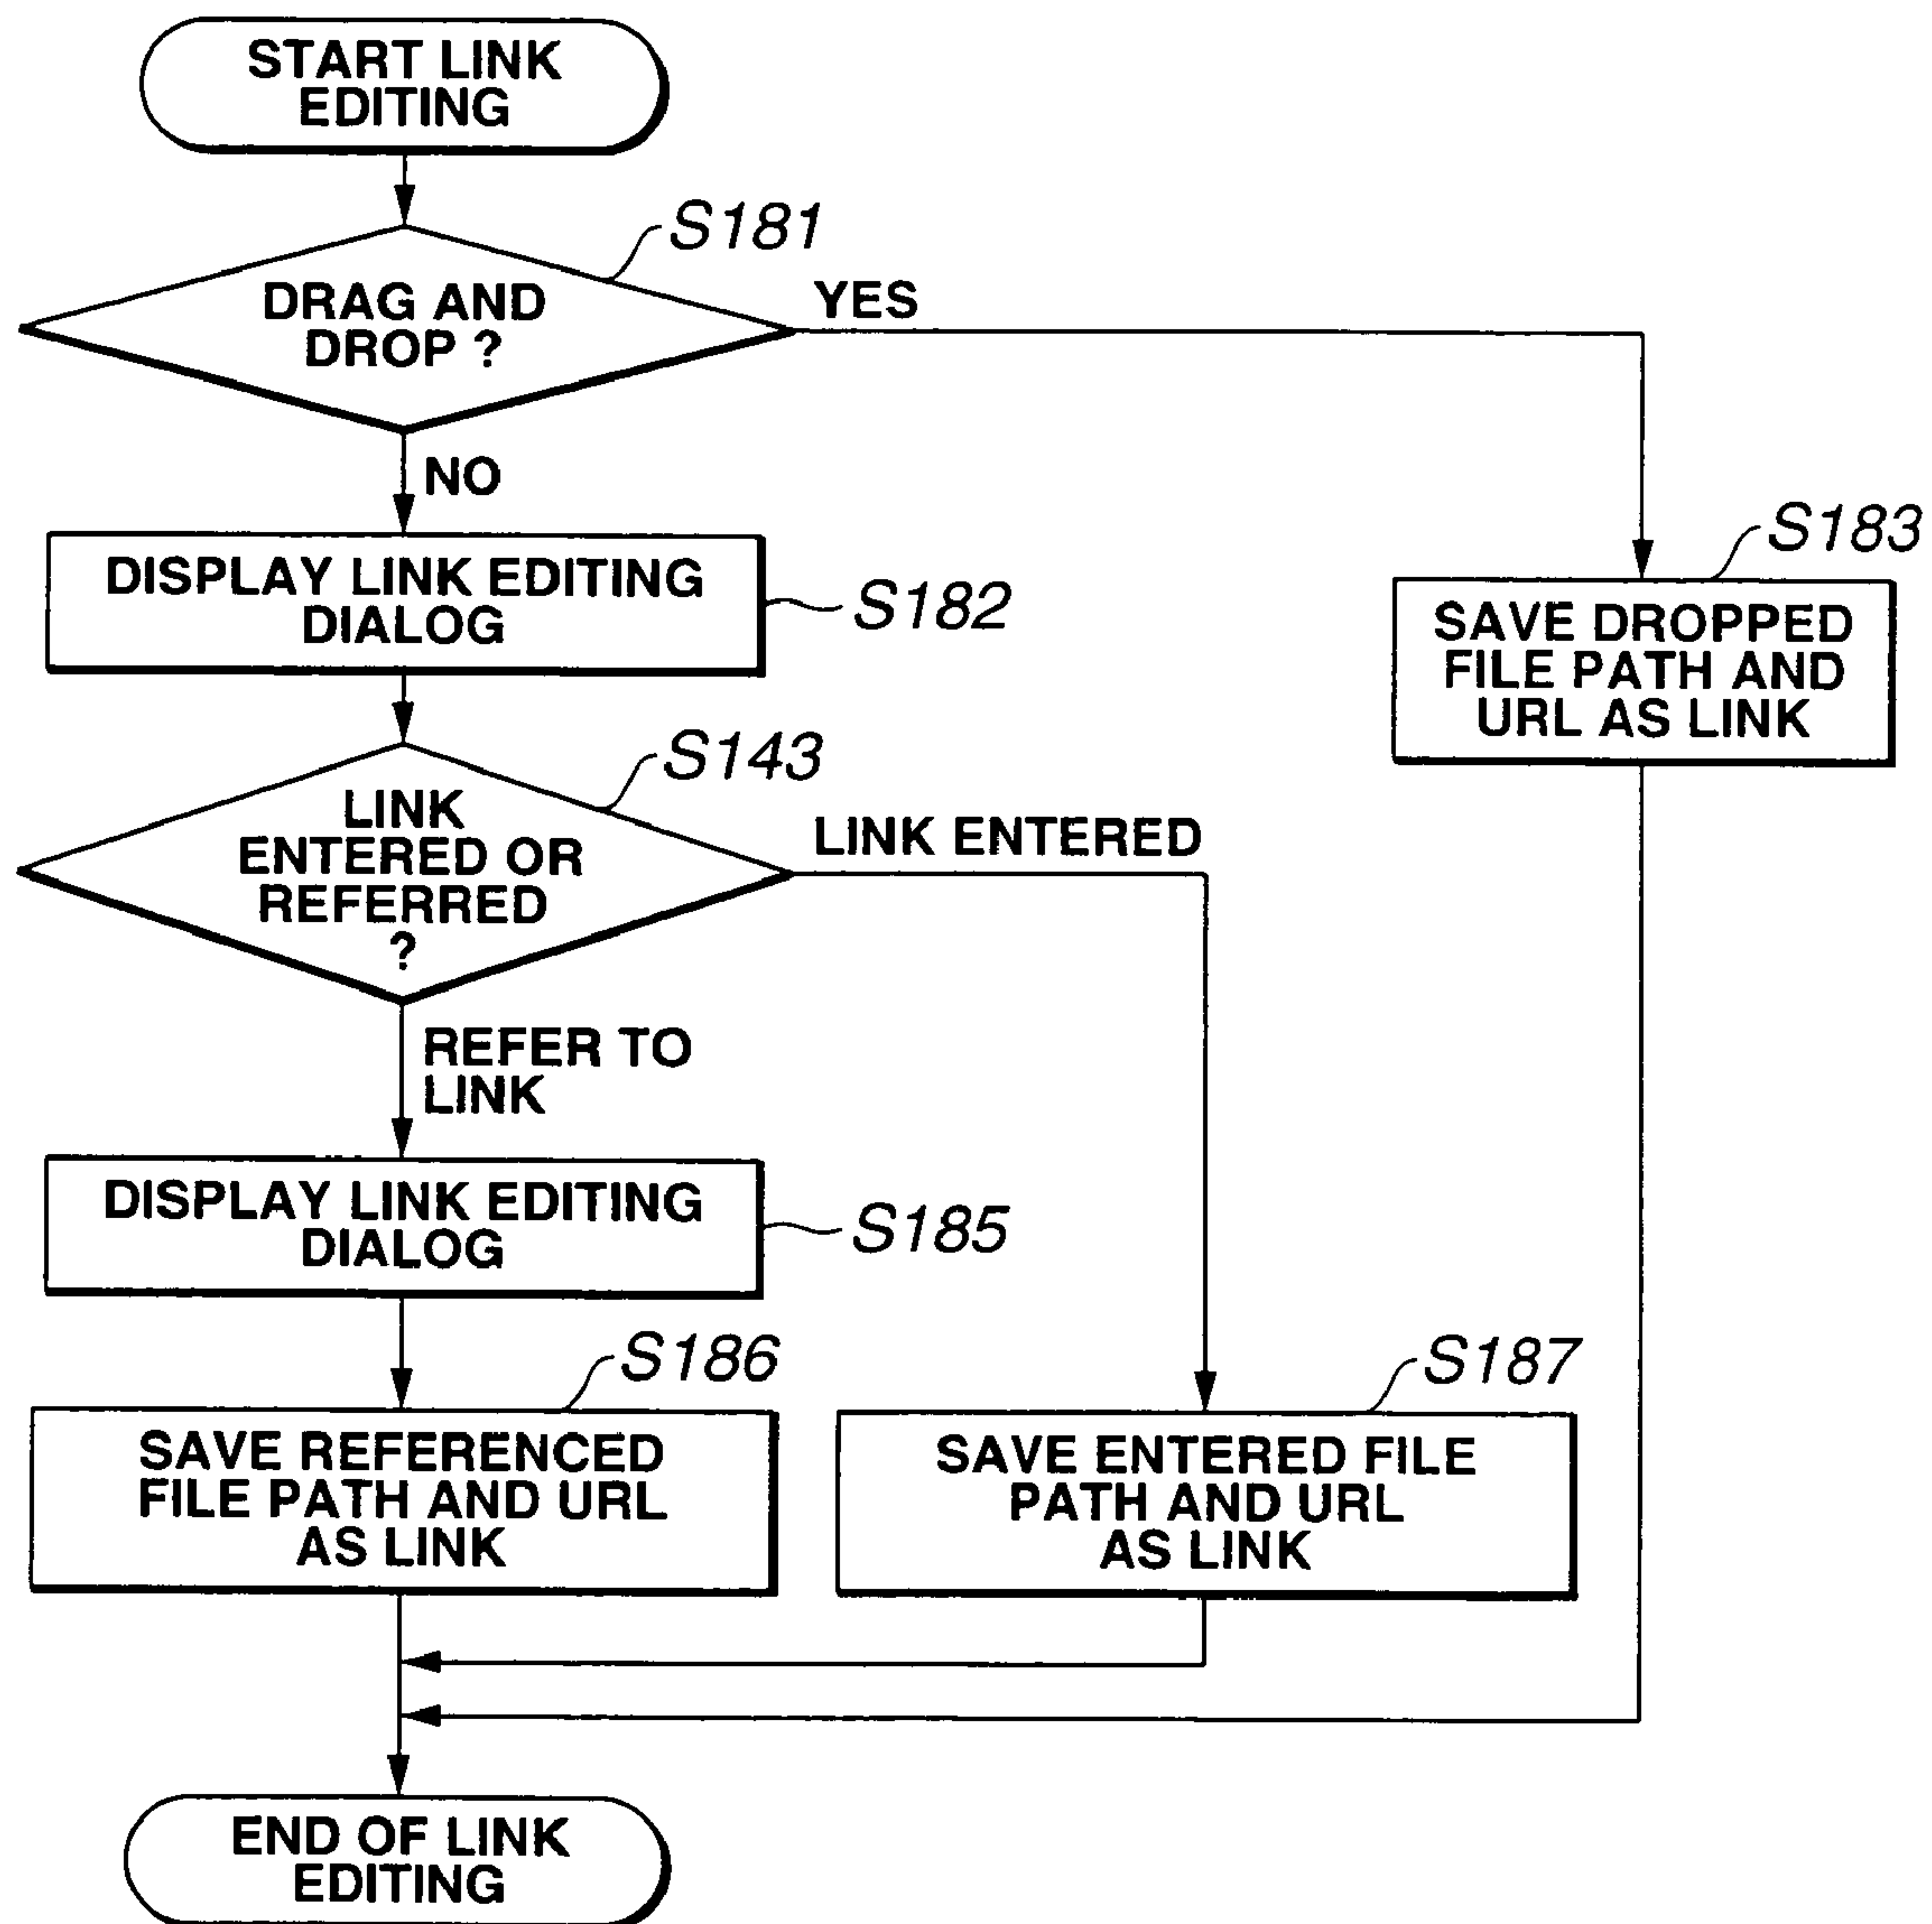 START LINK
EDITING
S181
DRAG AND
DROP ?
YES
NO
S183
DISPLAY LINK EDITING
DIALOG
S182
SAVE DROPPED
FILE PATH AND
URL AS LINK
S143
LINK
ENTERED OR
REFERRED
?
LINK ENTERED
REFER TO
LINK
DISPLAY LINK EDITING
DIALOG
S185
S186
S187
SAVE REFERENCED
FILE PATH AND URL
AS LINK
SAVE ENTERED FILE
PATH AND URL
AS LINK
END OF LINK
EDITING